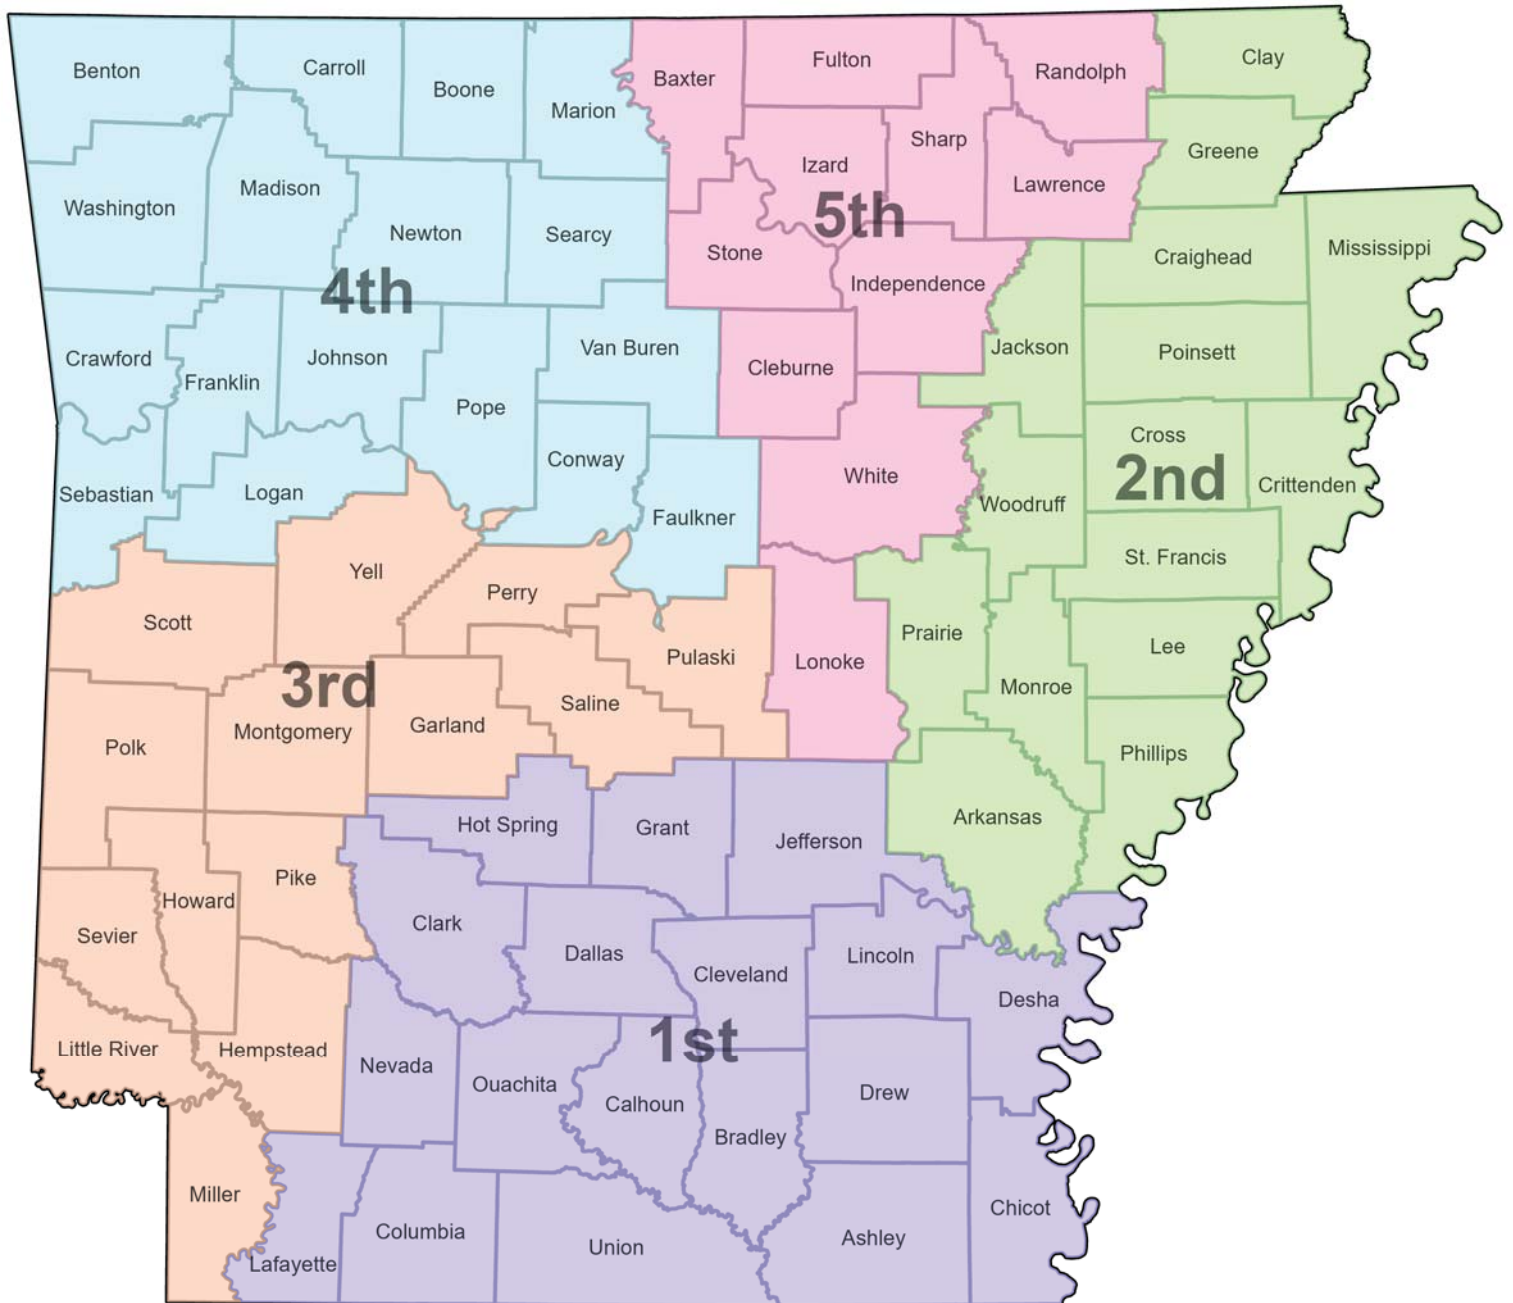 Benton
Carroll
Boone
Marion
Baxter
Fulton
Randolph
Clay
Washington
Madison
Newton
Searcy
Izard
Sharp
Lawrence
Greene
5th
Stone
Independence
Craighead
Mississippi
4th
Crawford
Franklin
Johnson
Pope
Van Buren
Cleburne
Jackson
Poinsett
Sebastian
Logan
Conway
Faulkner
White
Woodruff
Cross
2nd
Crittenden
Scott
Yell
Perry
St. Francis
3rd
Pulaski
Lonoke
Prairie
Monroe
Lee
Polk
Montgomery
Garland
Saline
Phillips
Hot Spring
Grant
Jefferson
Arkansas
Howard
Pike
Sevier
Clark
Dallas
Cleveland
Lincoln
Desha
Little River
Hempstead
Nevada
Ouachita
1st
Calhoun
Bradley
Drew
Miller
Lafayette
Columbia
Union
Ashley
Chicot